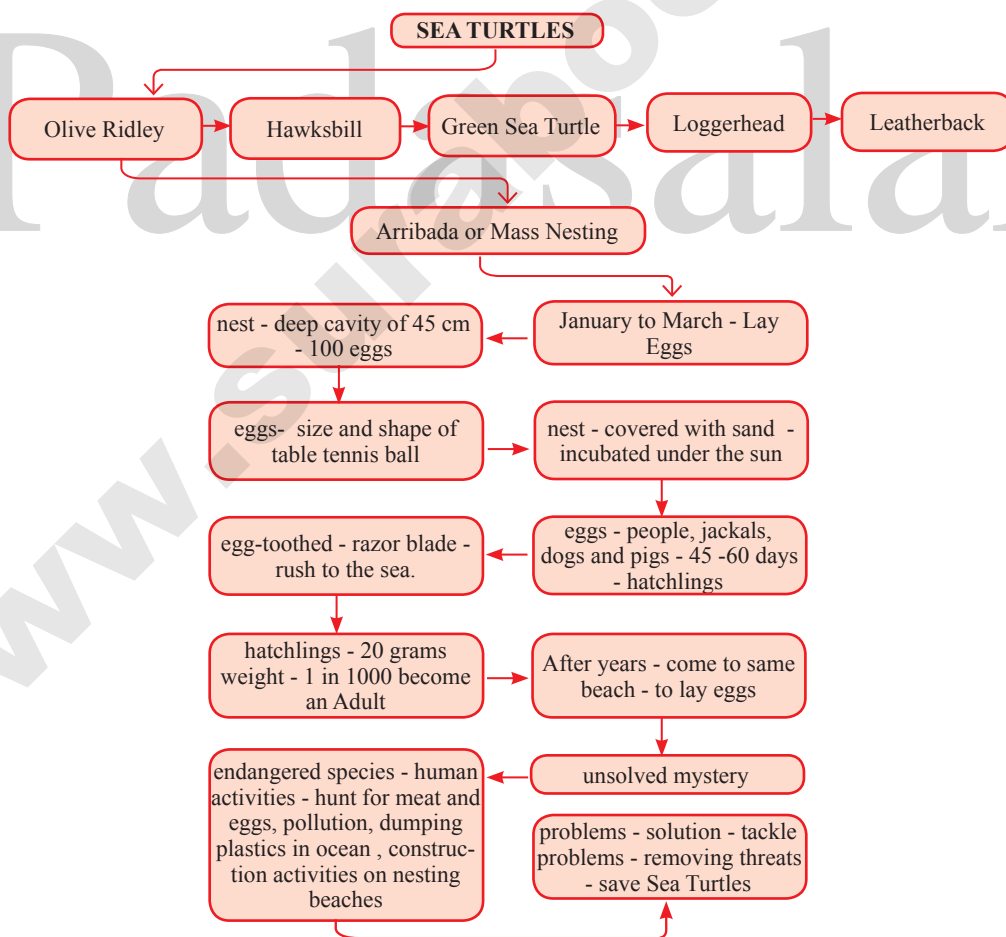 SEA TURTLES
Olive Ridley
Hawksbill
Green Sea Turtle
Loggerhead
Leatherback
Arribada or Mass Nesting
January to March - Lay
Eggs
nest - deep cavity of 45 cm
- 100 eggs
eggs- size and shape of
table tennis ball
nest - covered with sand -
incubated under the sun
eggs - people, jackals,
dogs and pigs - 45 -60 days
- hatchlings
egg-toothed - razor blade -
rush to the sea.
hatchlings - 20 grams
weight - 1 in 1000 become
an Adult
After years - come to same
beach - to lay eggs
unsolved mystery
endangered species - human
activities - hunt for meat and
eggs, pollution, dumping
plastics in ocean , construc-
tion activities on nesting
beaches
problems - solution - tackle
problems - removing threats
- save Sea Turtles
Padasalai
www.surabo